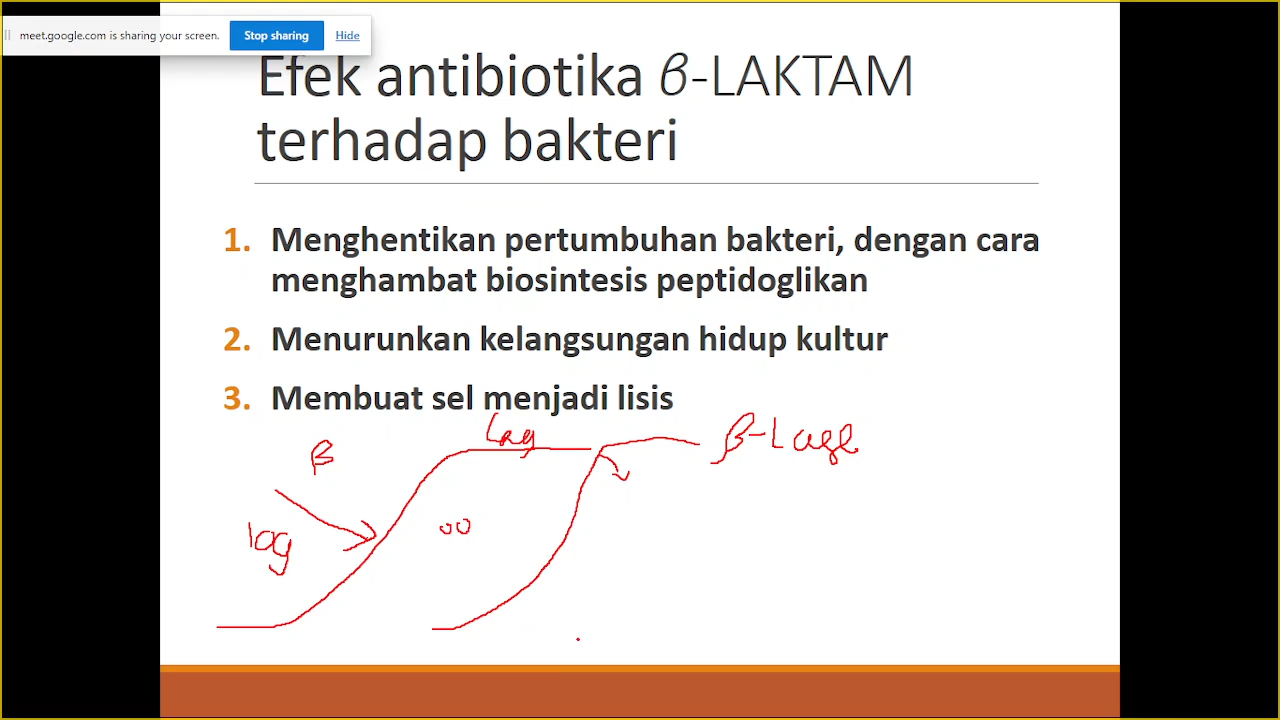 meet.google.com is sharing your screen. Stop sharing Hide
Efek antibiotika β-LAKTAM
terhadap bakteri
1. Menghentikan pertumbuhan bakteri, dengan cara
menghambat biosintesis peptidoglikan
2. Menurunkan kelangsungan hidup kultur
3. Membuat sel menjadi lisis
Lag
β
log